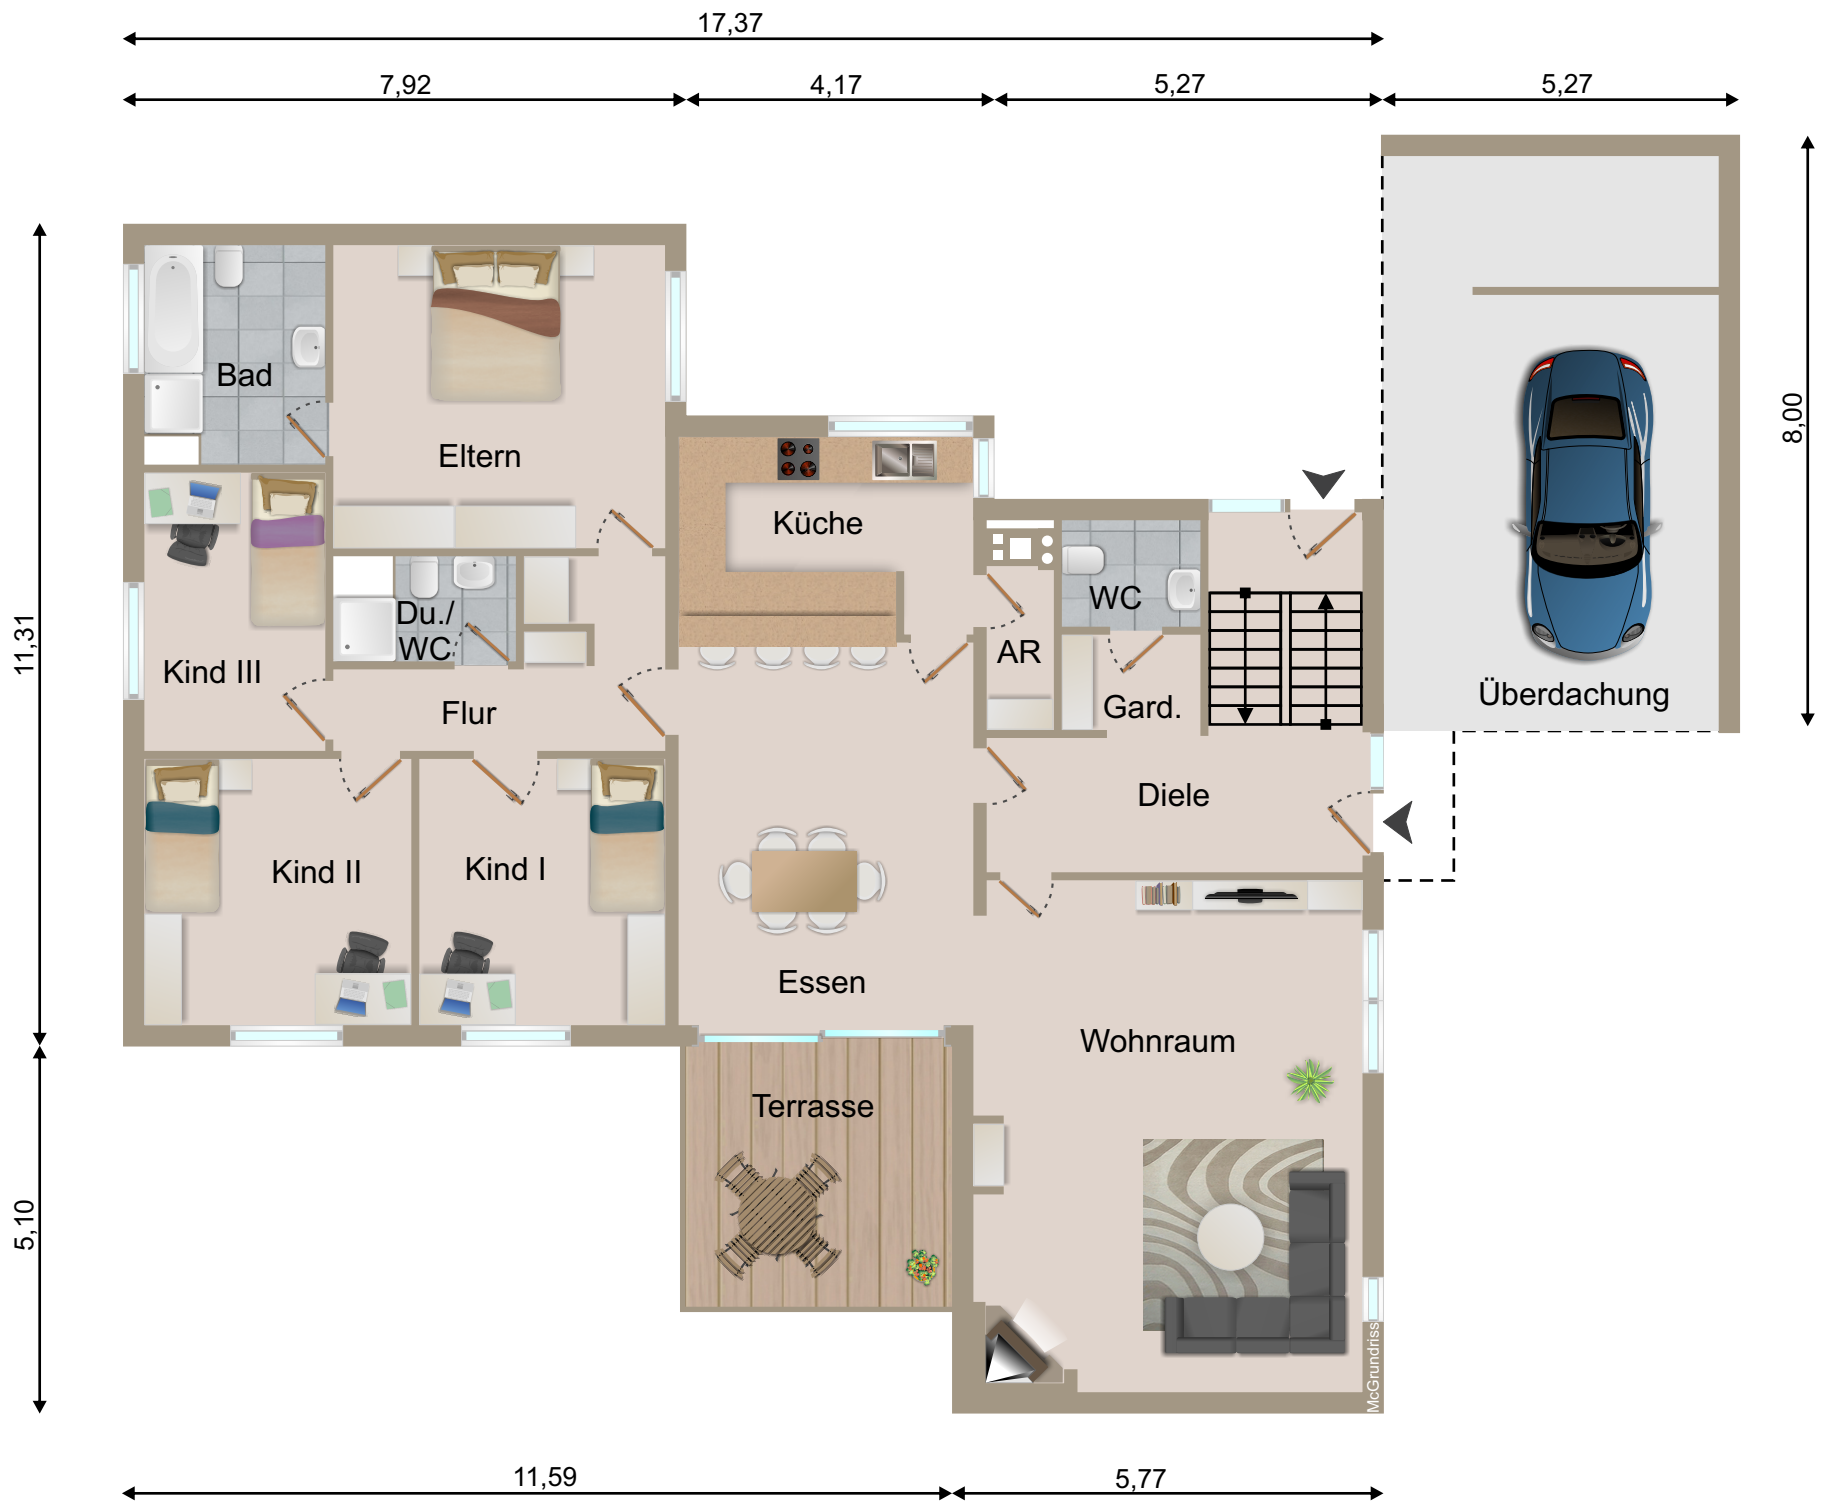 17,37
7,92
4,17
5,27
5,27
8,00
11,31
5,10
Bad
Eltern
Küche
Du./
WC
WC
AR
Kind III
Flur
Gard.
Überdachung
Diele
Kind II
Kind I
Essen
Wohnraum
Terrasse
McGrundriss
11,59
5,77